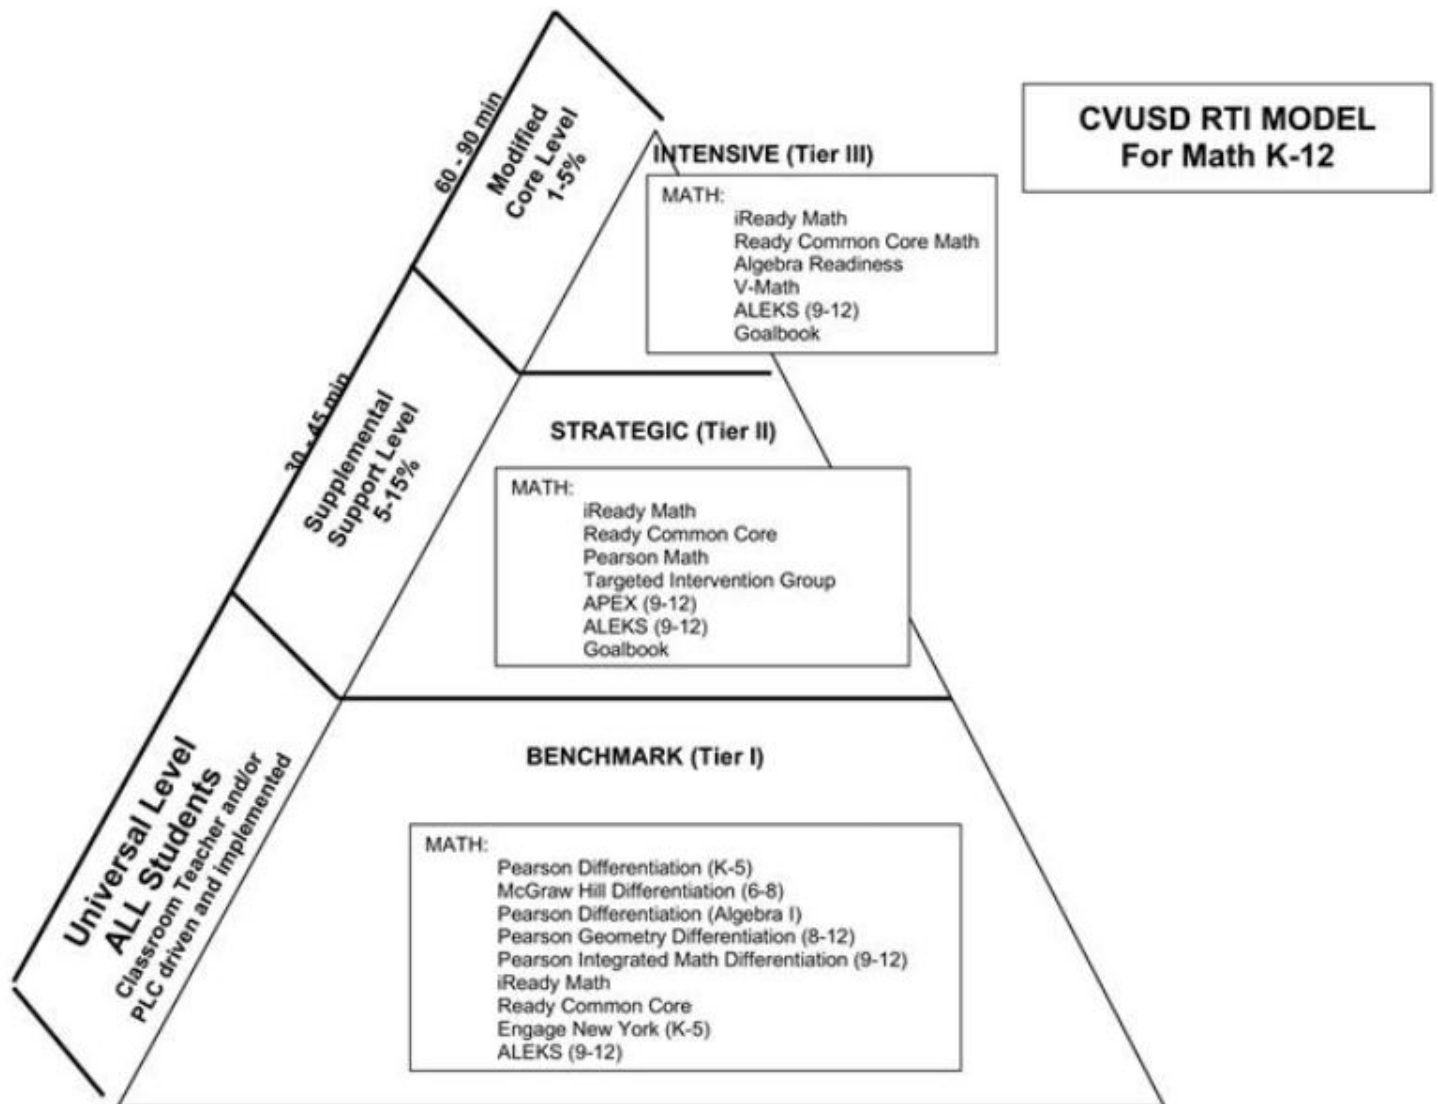 CVUSD RTI MODEL
For Math K-12
60 - 90 min
Modified
Core Level
1-5%
INTENSIVE (Tier III)
MATH:
iReady Math
Ready Common Core Math
Algebra Readiness
V-Math
ALEKS (9-12)
Goalbook
30 - 45 min
Supplemental
Support Level
5-15%
STRATEGIC (Tier II)
MATH:
iReady Math
Ready Common Core
Pearson Math
Targeted Intervention Group
APEX (9-12)
ALEKS (9-12)
Goalbook
Universal Level
ALL Students
Classroom Teacher and/or
PLC driven and implemented
BENCHMARK (Tier I)
MATH:
Pearson Differentiation (K-5)
McGraw Hill Differentiation (6-8)
Pearson Differentiation (Algebra I)
Pearson Geometry Differentiation (8-12)
Pearson Integrated Math Differentiation (9-12)
iReady Math
Ready Common Core
Engage New York (K-5)
ALEKS (9-12)